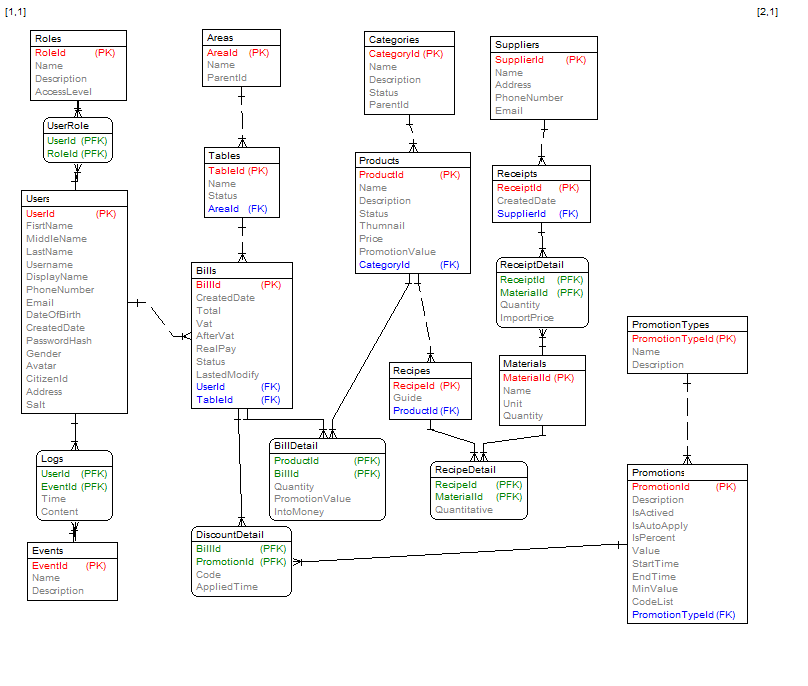 [1,1]
[2,1]
Roles
RoleId (PK)
Name
Description
AccessLevel
UserRole
UserId (PFK)
RoleId (PFK)
Users
UserId (PK)
FisrtName
MiddleName
LastName
Username
DisplayName
PhoneNumber
Email
DateOfBirth
CreatedDate
PasswordHash
Gender
Avatar
CitizenId
Address
Salt
Logs
UserId (PFK)
EventId (PFK)
Time
Content
Events
EventId (PK)
Name
Description
Areas
AreaId (PK)
Name
ParentId
Tables
TableId (PK)
Name
Status
AreaId (FK)
Bills
BillId (PK)
CreatedDate
Total
Vat
AfterVat
RealPay
Status
LastedModify
UserId (FK)
TableId (FK)
DiscountDetail
BillId (PFK)
PromotionId (PFK)
Code
AppliedTime
BillDetail
ProductId (PFK)
BillId (PFK)
Quantity
PromotionValue
IntoMoney
Categories
CategoryId (PK)
Name
Description
Status
ParentId
Products
ProductId (PK)
Name
Description
Status
Thumnail
Price
PromotionValue
CategoryId (FK)
Recipes
RecipeId (PK)
Guide
ProductId (FK)
RecipeDetail
RecipeId (PFK)
MaterialId (PFK)
Quantitative
Suppliers
SupplierId (PK)
Name
Address
PhoneNumber
Email
Receipts
ReceiptId (PK)
CreatedDate
SupplierId (FK)
ReceiptDetail
ReceiptId (PFK)
MaterialId (PFK)
Quantity
ImportPrice
Materials
MaterialId (PK)
Name
Unit
Quantity
PromotionTypes
PromotionTypeId (PK)
Name
Description
Promotions
PromotionId (PK)
Description
IsActived
IsAutoApply
IsPercent
Value
StartTime
EndTime
MinValue
CodeList
PromotionTypeId (FK)